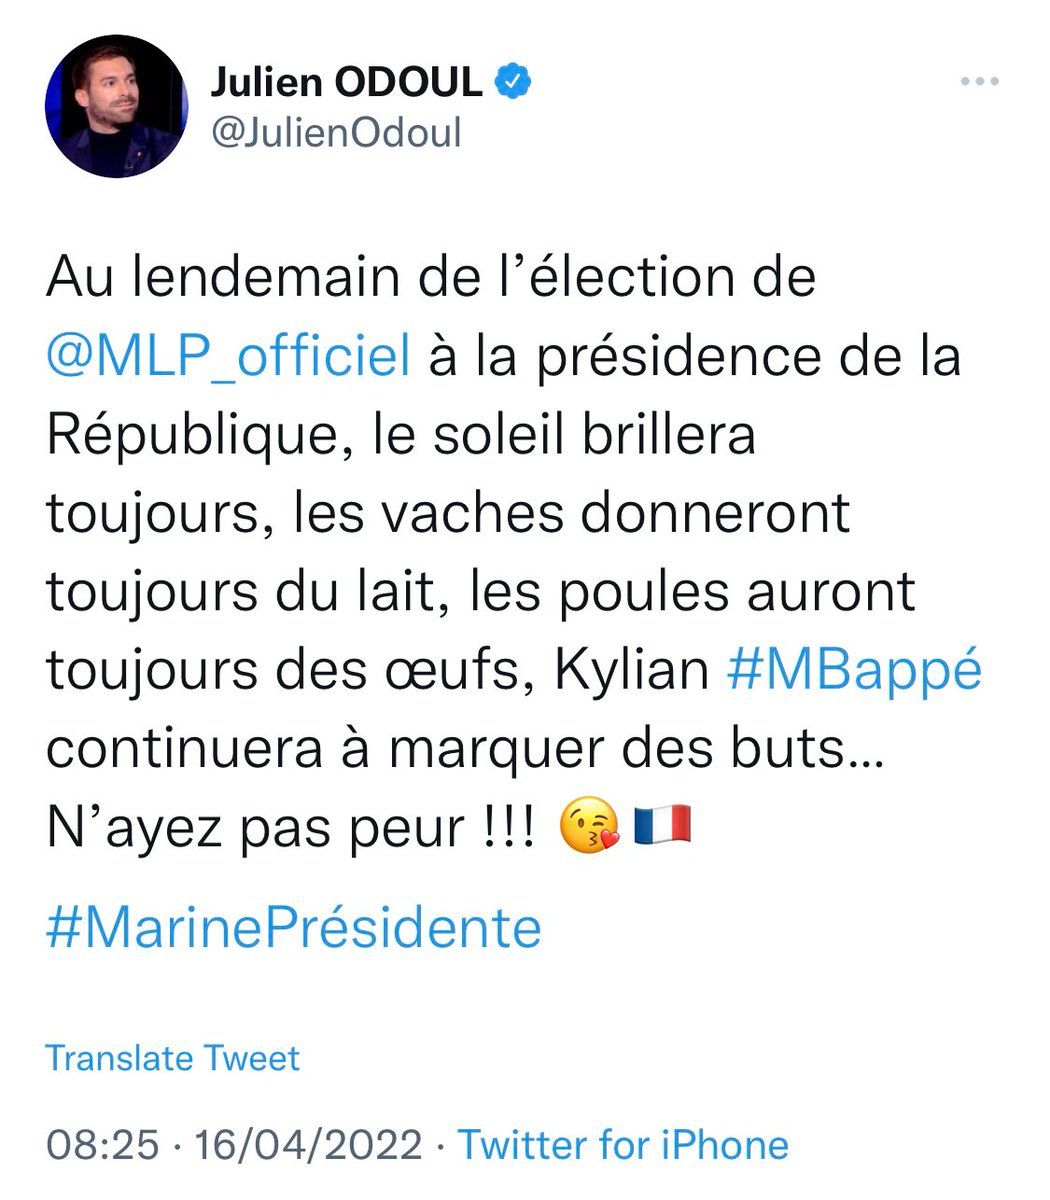 Julien ODOUL
@JulienOdoul
Au lendemain de l’élection de
@MLP_officiel à la présidence de la
République, le soleil brillera
toujours, les vaches donneront
toujours du lait, les poules auront
toujours des œufs, Kylian #MBappé
continuera à marquer des buts…
N’ayez pas peur !!! 😘🇫🇷
#MarinePrésidente
Translate Tweet
08:25 · 16/04/2022 · Twitter for iPhone